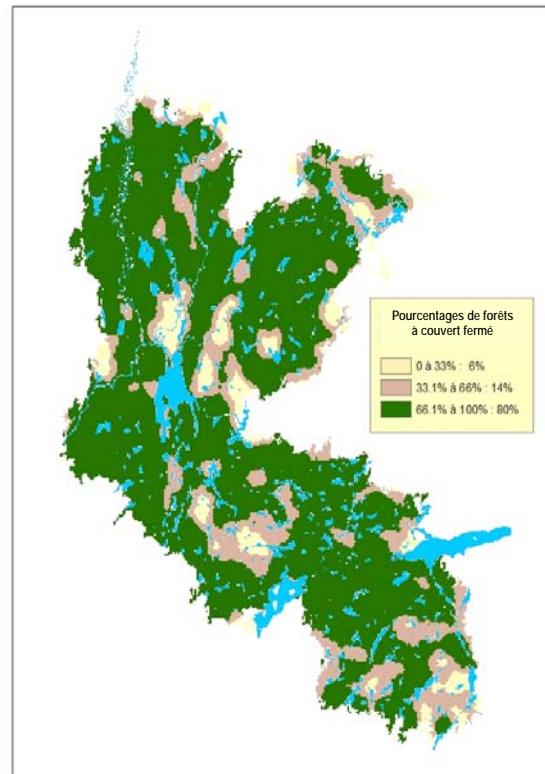 Pourcentages de forêts
à couvert fermé
0 à 33% : 6%
33.1% à 66% : 14%
66.1% à 100% : 80%